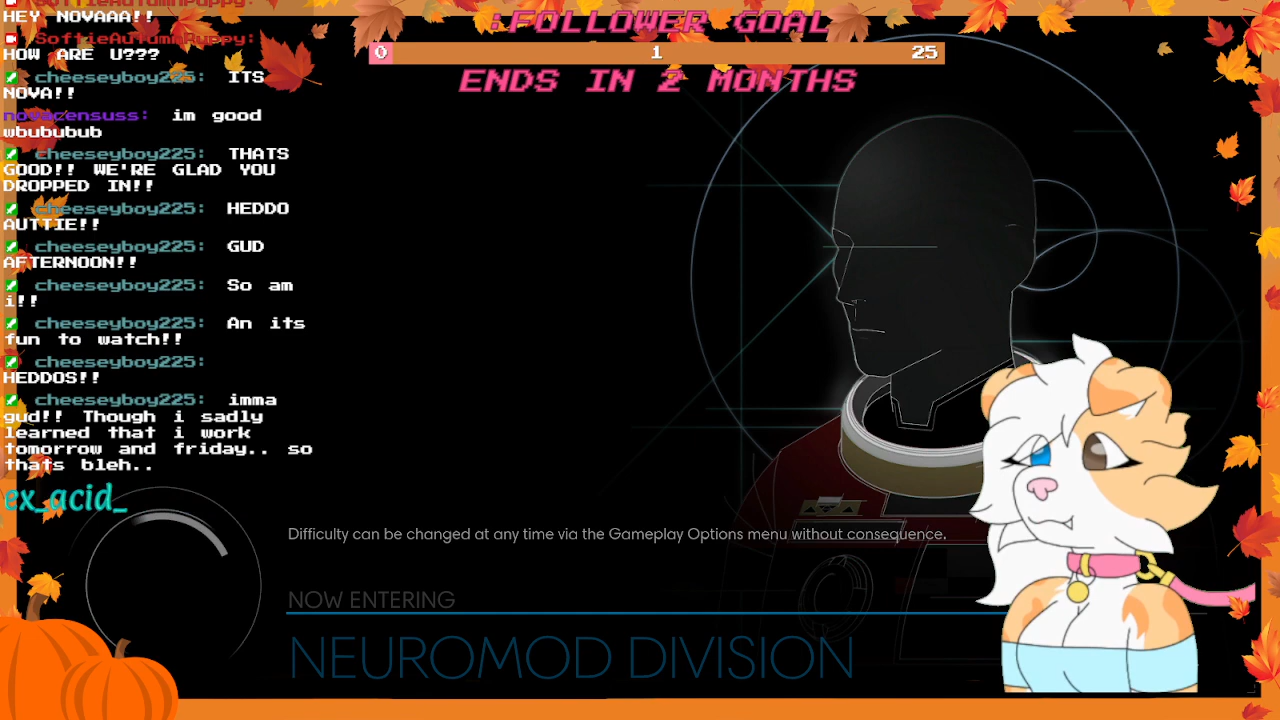 SoftieAutumnPuppy:
HEY NOVAAA!!
SoftieAutumnPuppy:
HOW ARE U???
cheeseyboy225: ITS
NOVA!!
novacensuss: im good
wbubububub
cheeseyboy225: THATS
GOOD!! WE'RE GLAD YOU
DROPPED IN!!
cheeseyboy225: HEDDO
AUTTIE!!
cheeseyboy225: GUD
AFTERNOON!!
cheeseyboy225: So am
i!!
cheeseyboy225: An its
fun to watch!!
cheeseyboy225:
HEDDOS!!
cheeseyboy225: imma
gud!! Though i sadly
learned that i work
tomorrow and friday.. so
thats bleh..
ex_acid_
:FOLLOWER GOAL
0 1 25
ENDS IN 2 MONTHS
Difficulty can be changed at any time via the Gameplay Options menu without consequence.
NOW ENTERING
NEUROMOD DIVISION